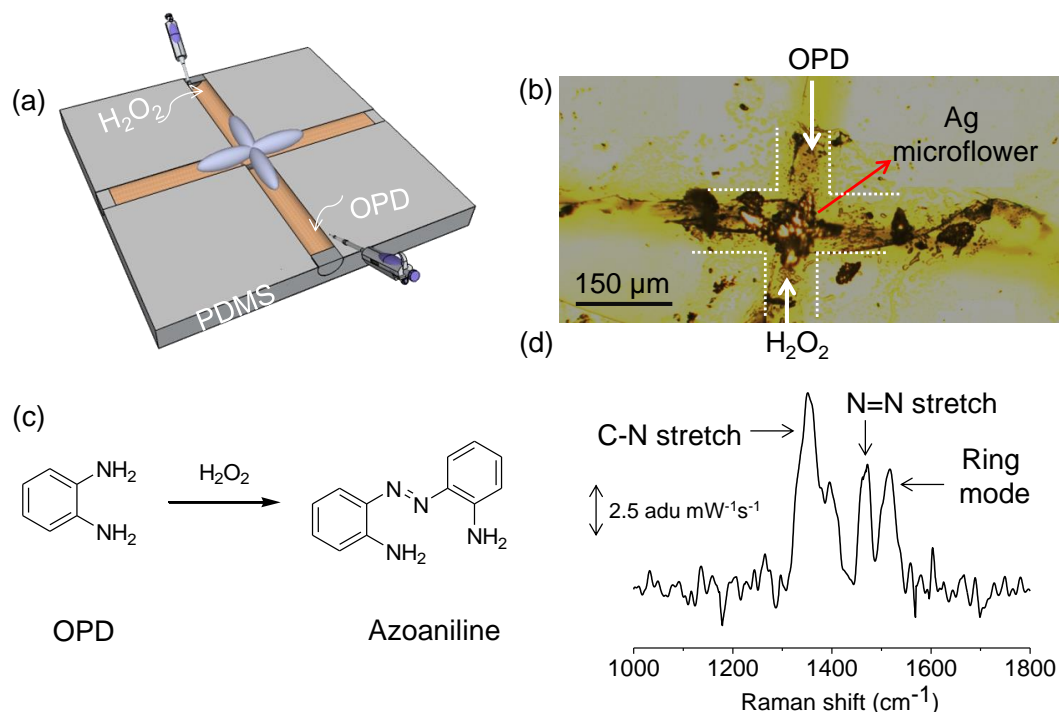 (a)
H₂O₂
OPD
PDMS
(b)
OPD
Ag
microflower
150 µm
H₂O₂
(c)
NH₂
NH₂
H₂O₂
N
N
NH₂
NH₂
OPD
Azoaniline
(d)
C-N stretch
N=N stretch
Ring
mode
2.5 adu mW⁻¹s⁻¹
1000 1200 1400 1600 1800
Raman shift (cm⁻¹)